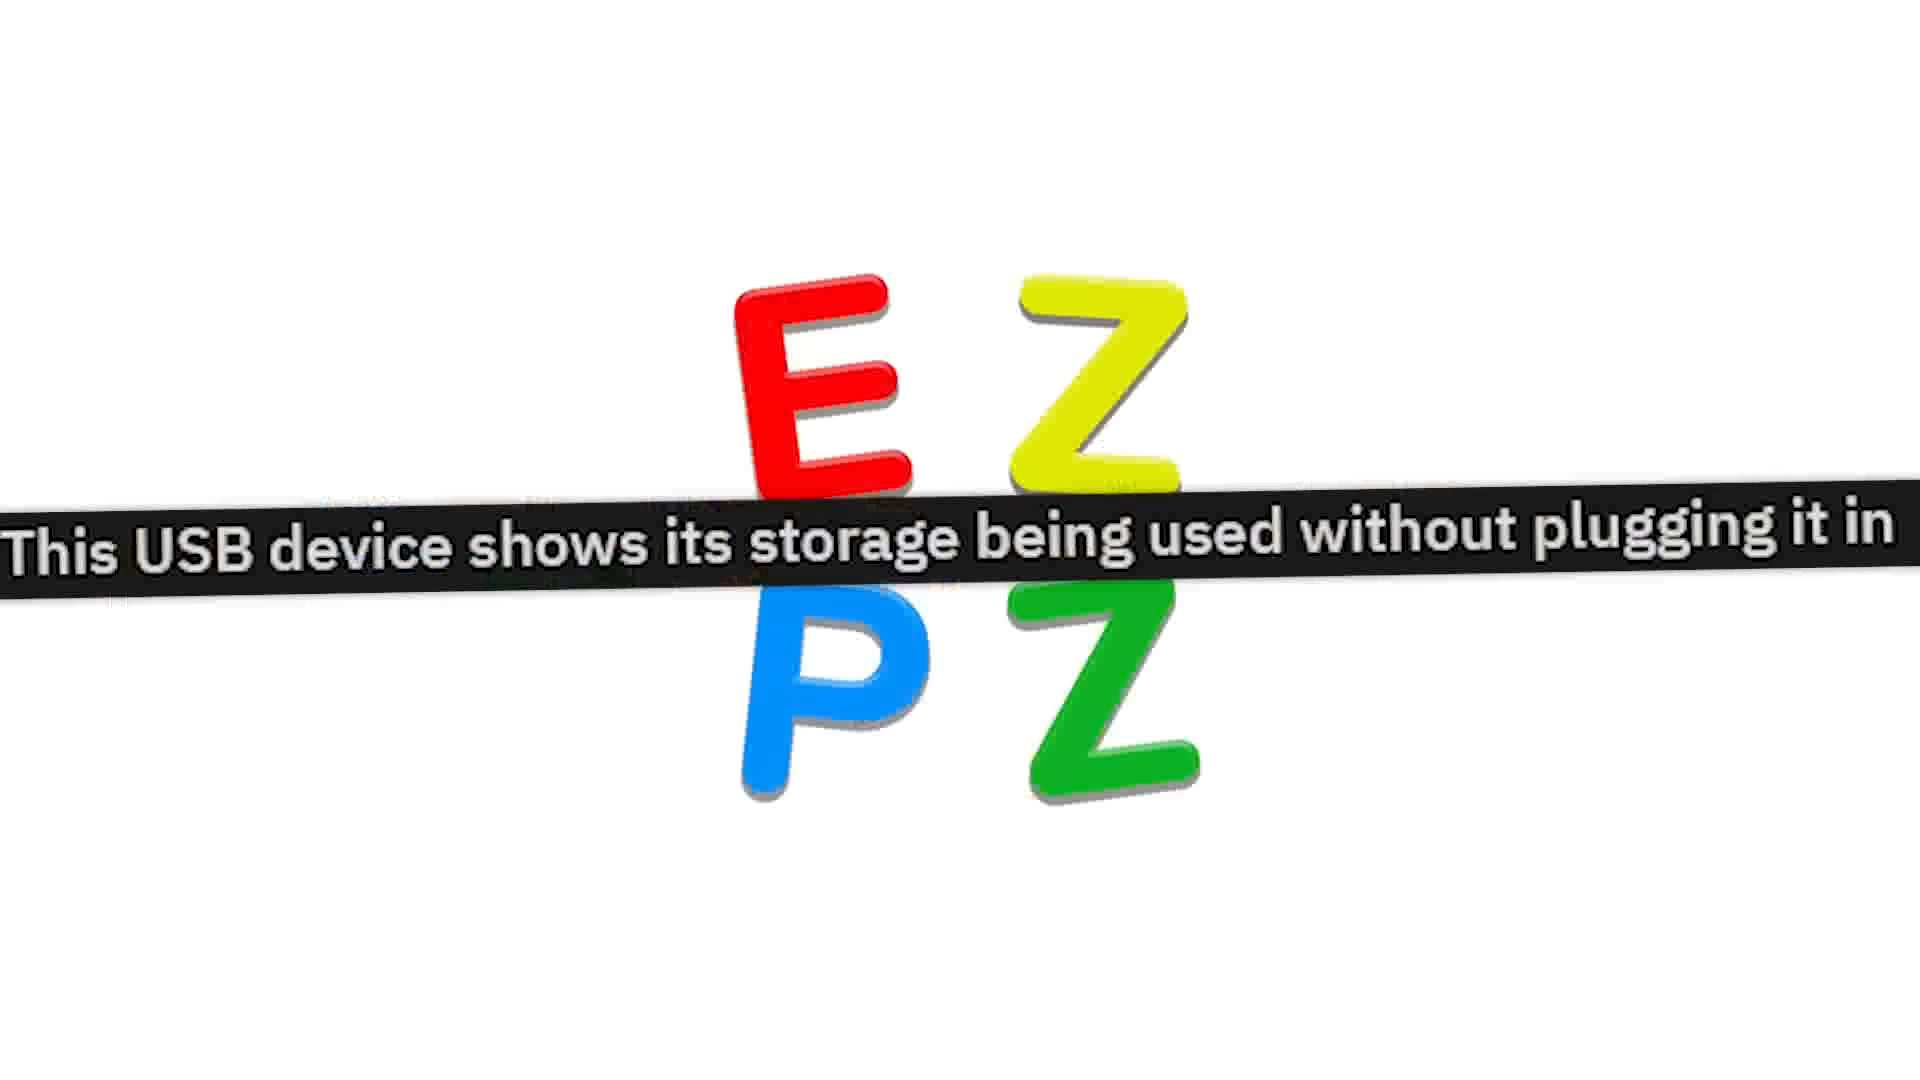 E Z
This USB device shows its storage being used without plugging it in
P Z